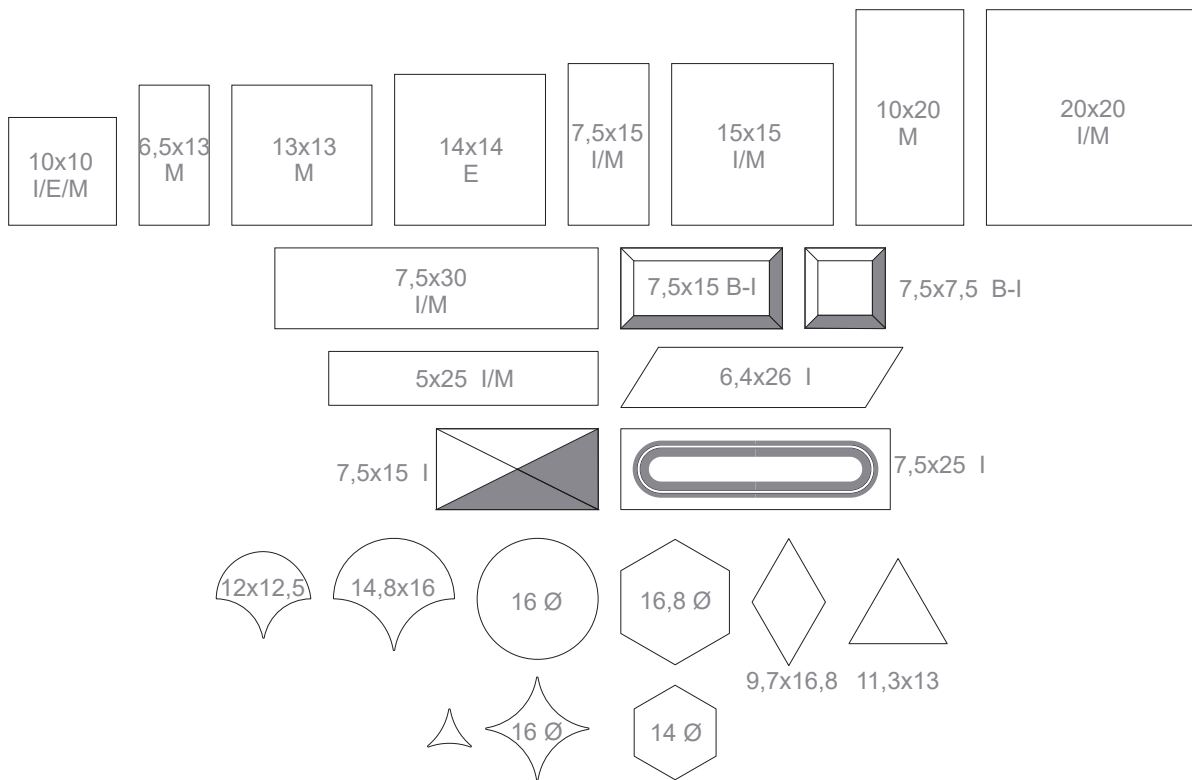 10x10
I/E/M
6,5x13
M
13x13
M
14x14
E
7,5x15
I/M
15x15
I/M
10x20
M
20x20
I/M
7,5x30
I/M
7,5x15 B-I
7,5x7,5 B-I
5x25 I/M
6,4x26 I
7,5x15 I
7,5x25 I
12x12,5
14,8x16
16 Ø
16,8 Ø
9,7x16,8
11,3x13
16 Ø
14 Ø